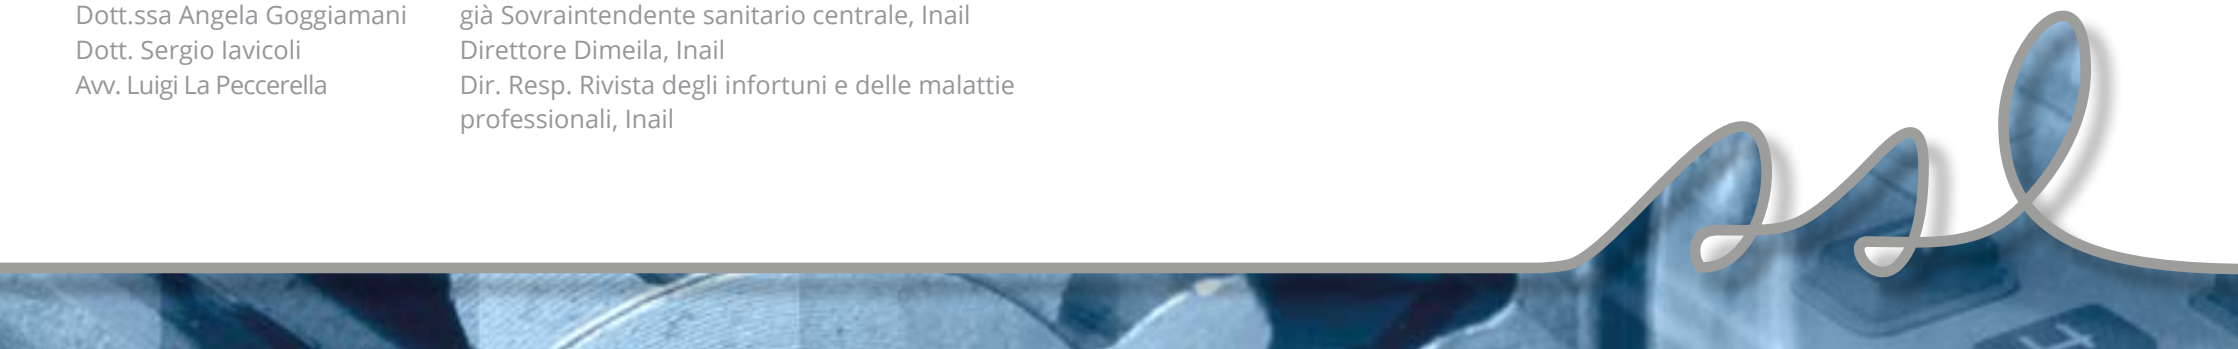 Dott.ssa Angela Goggiamani già Sovraintendente sanitario centrale, Inail
Dott. Sergio Iavicoli Direttore Dimeila, Inail
Avv. Luigi La Peccerella Dir. Resp. Rivista degli infortuni e delle malattie
professionali, Inail
ssl